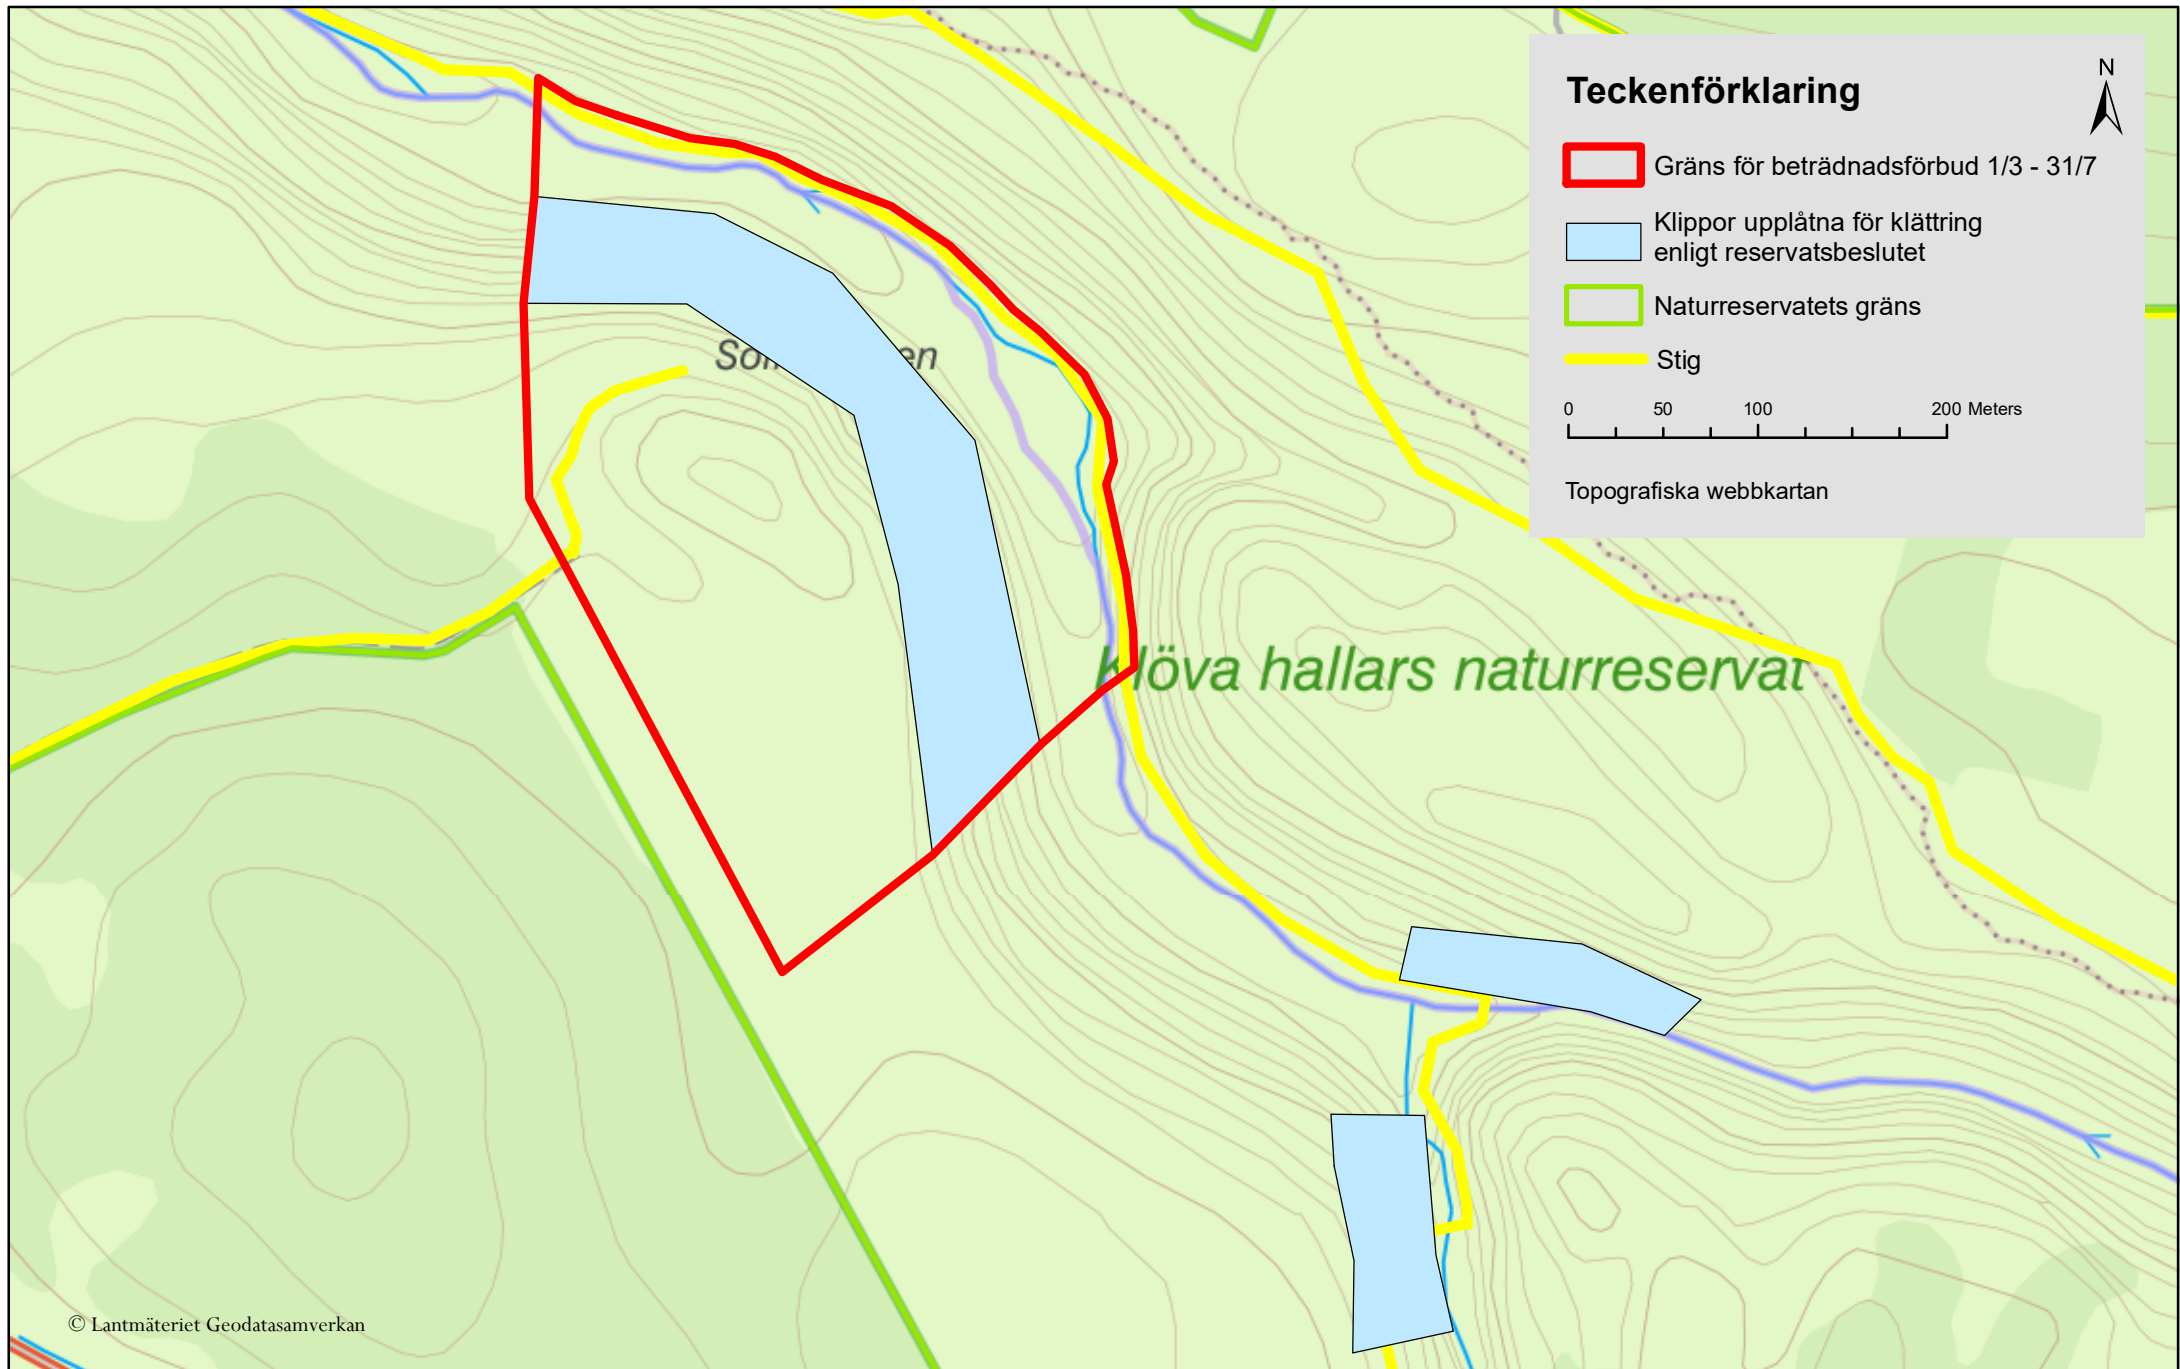 Teckenförklaring
N
Gräns för beträdnadsförbud 1/3 - 31/7
Klippor upplåtna för klättring
enligt reservatsbeslutet
Naturreservatets gräns
Stig
0 50 100 200 Meters
Topografiska webbkartan
Klöva hallars naturreservat
© Lantmäteriet Geodatasamverkan